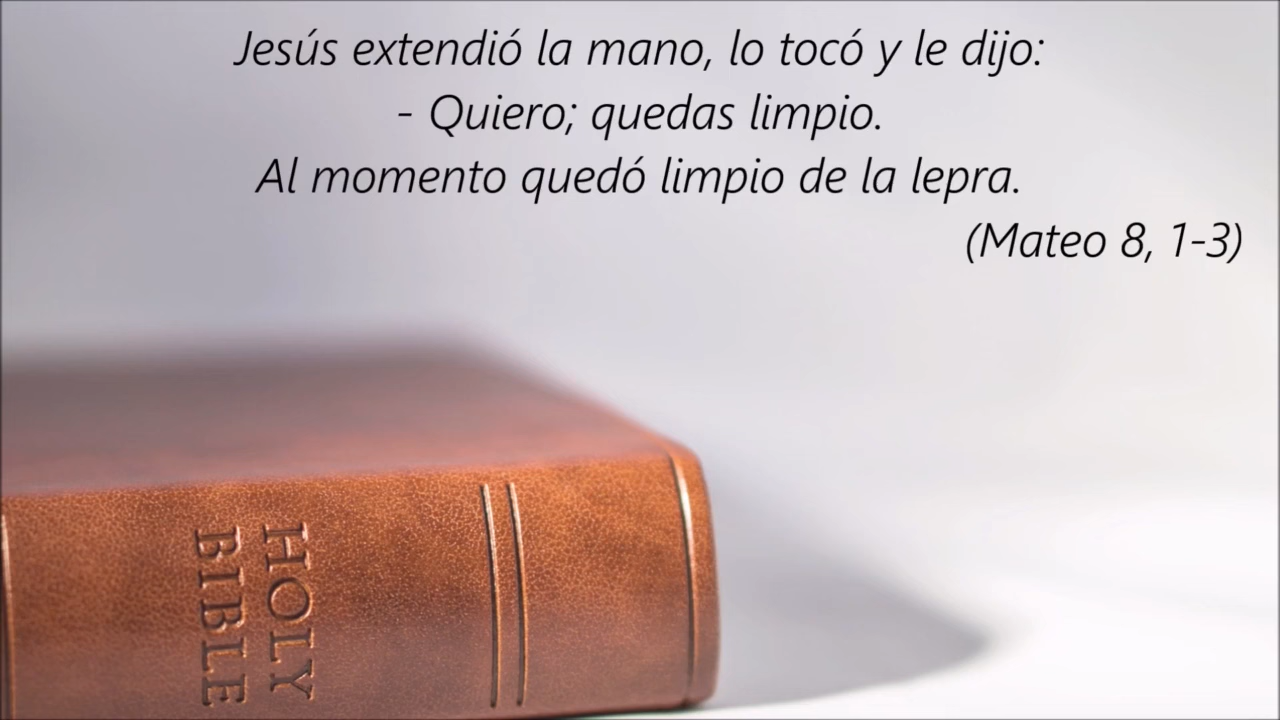 Jesús extendió la mano, lo tocó y le dijo:
- Quiero; quedas limpio.
Al momento quedó limpio de la lepra.
(Mateo 8, 1-3)
HOLY
BIBLE